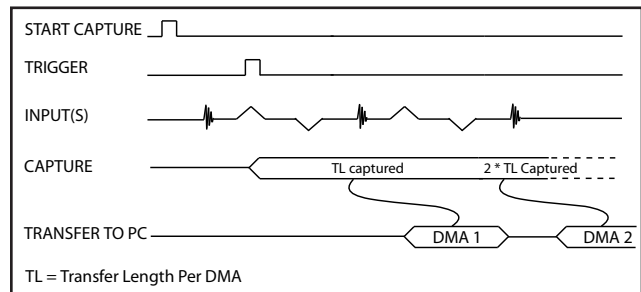 START CAPTURE
TRIGGER
INPUT(S)
CAPTURE
TL captured
2 * TL Captured
TRANSFER TO PC
DMA 1
DMA 2
TL = Transfer Length Per DMA